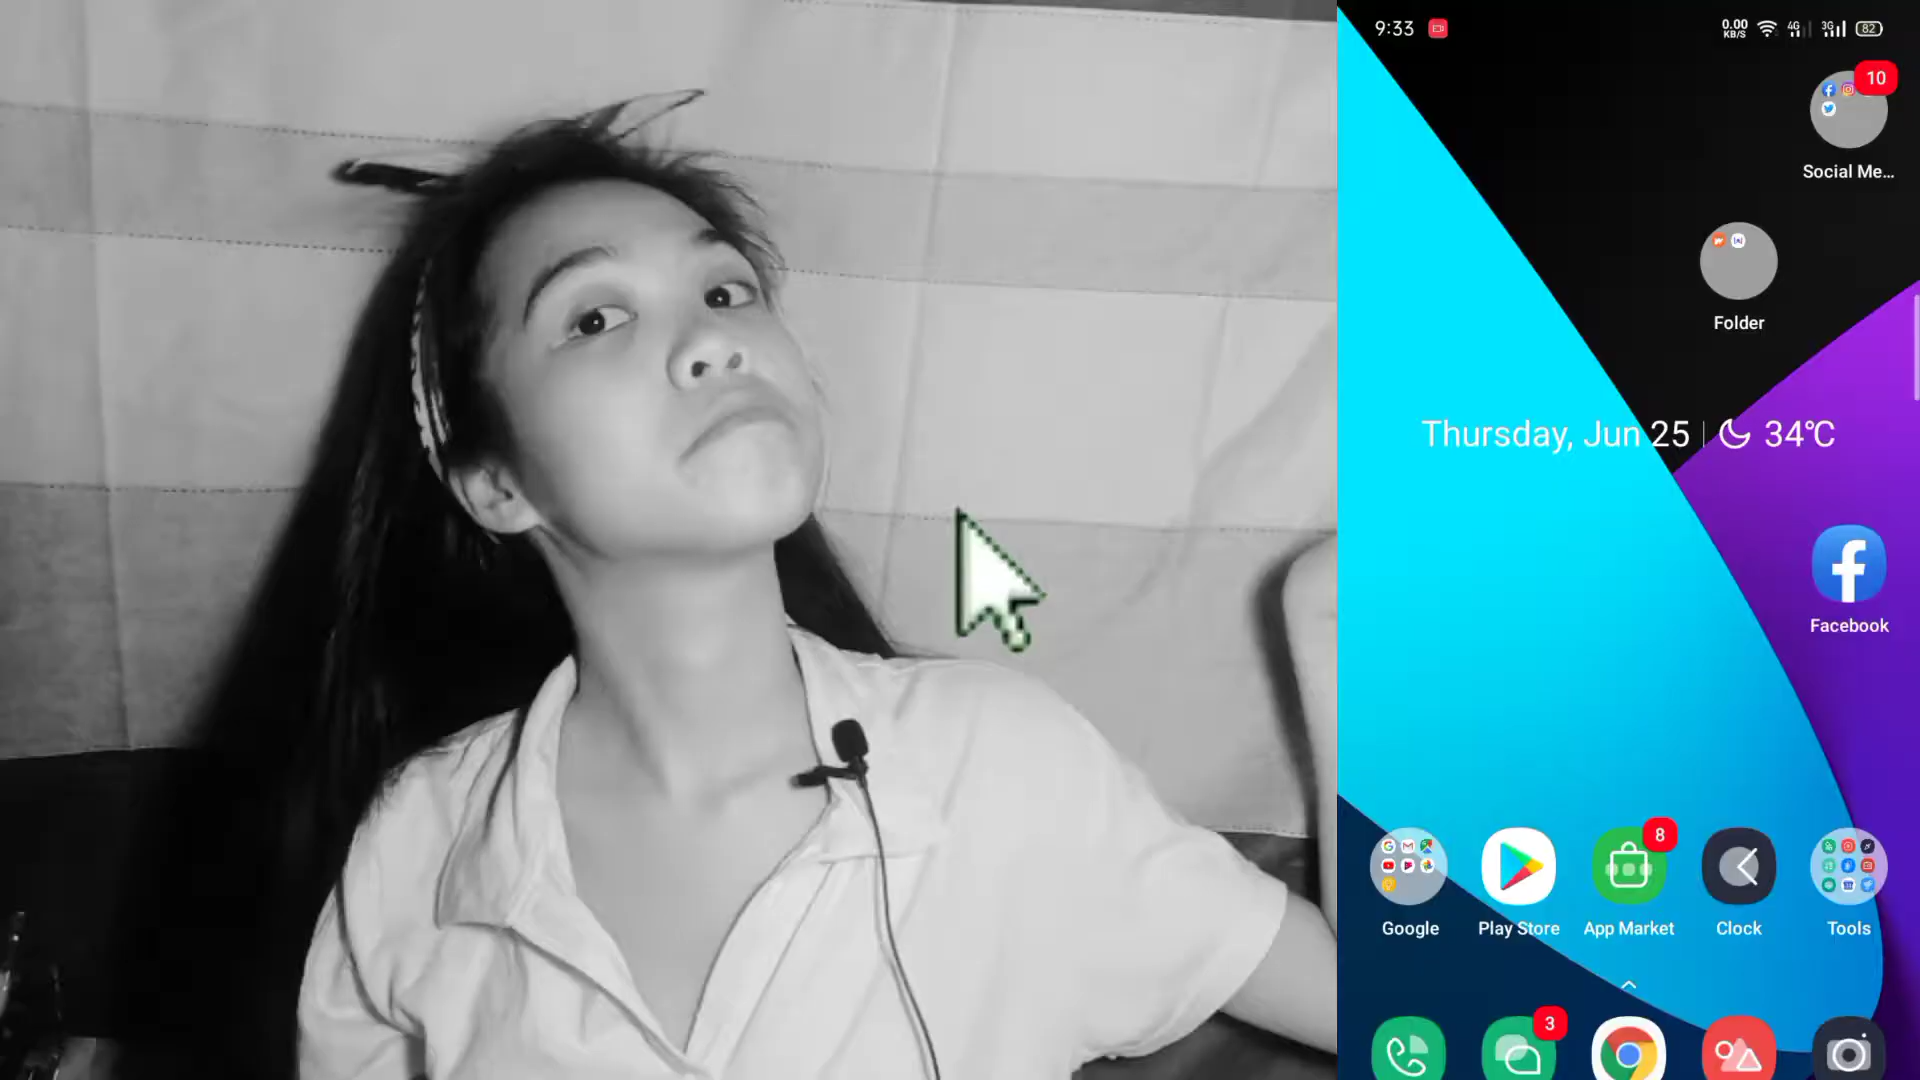 9:33
0.00
KB/S
4G
3G
82
10
Social Me...
Folder
Thursday, Jun 25 34°C
Facebook
8
Google
Play Store
App Market
Clock
Tools
3